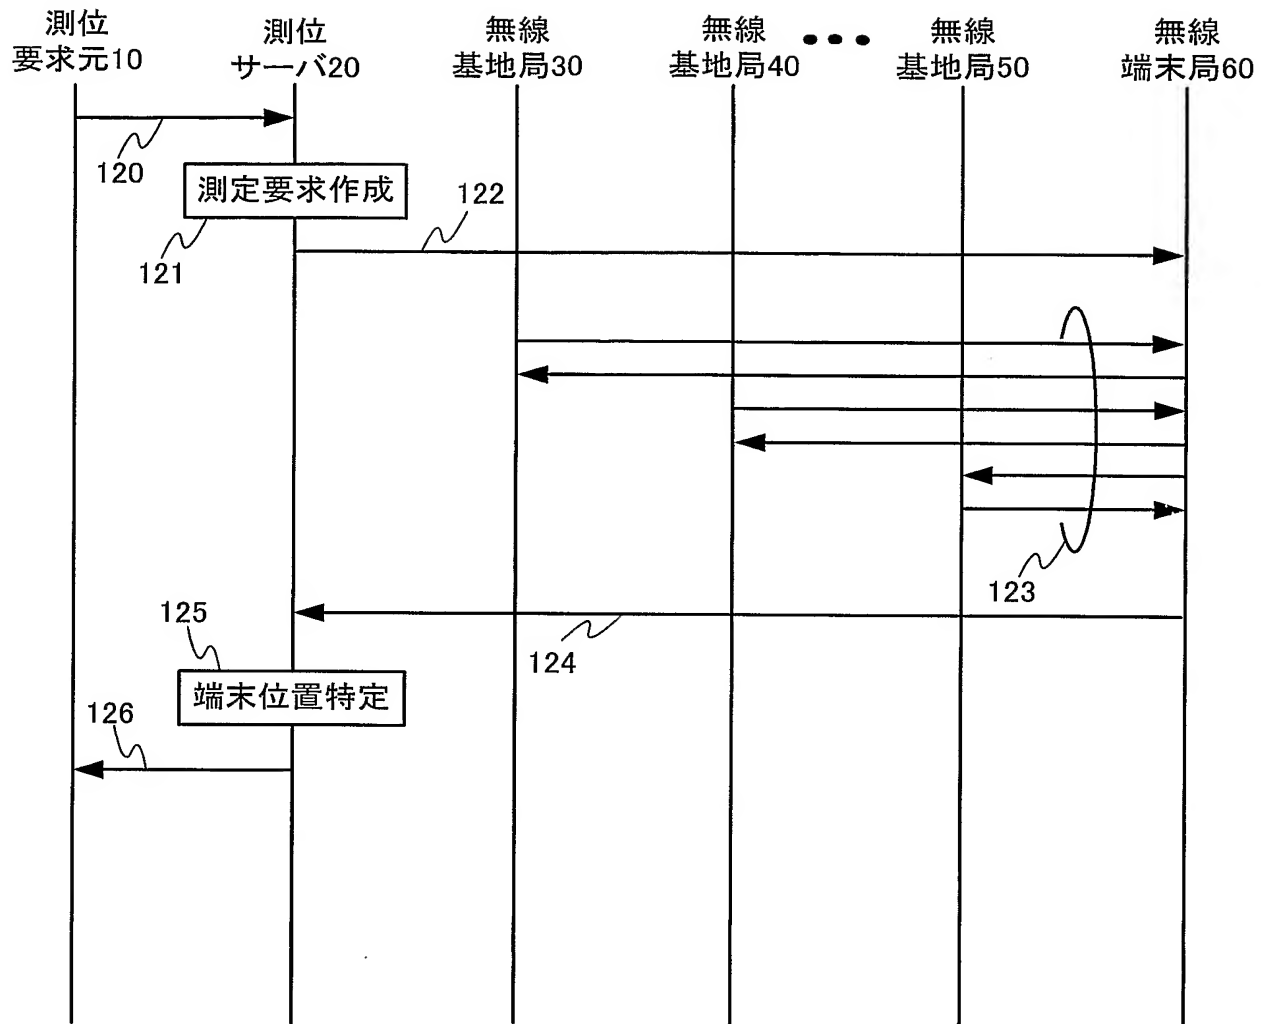 測位
要求元10
測位
サーバ20
無線
基地局30
無線
基地局40
無線
基地局50
無線
端末局60
120
測定要求作成
121
122
123
124
125
端末位置特定
126